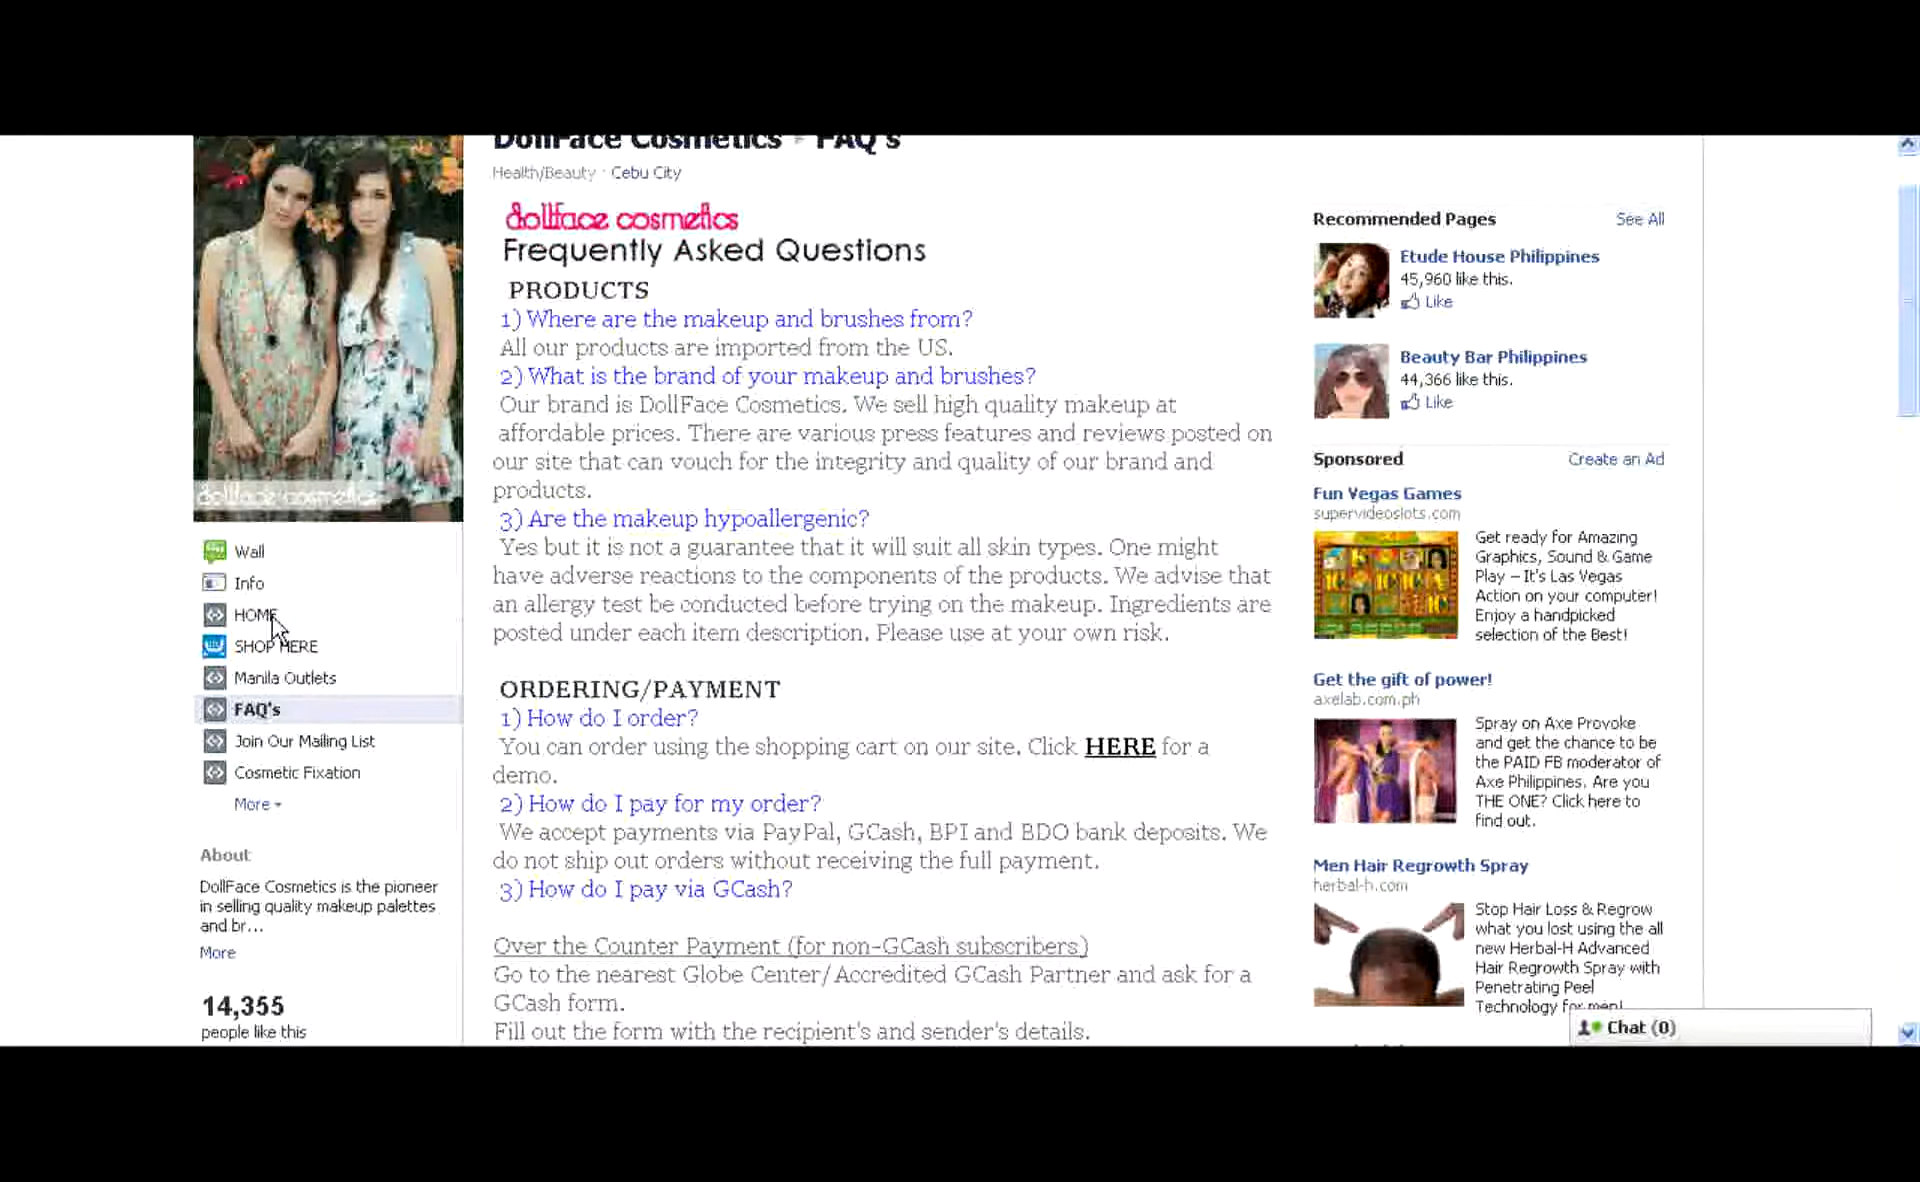 DollFace Cosmetics ▸ FAQ's
Health/Beauty · Cebu City
dollface cosmetics
dollface cosmetics
Frequently Asked Questions
PRODUCTS
1) Where are the makeup and brushes from?
All our products are imported from the US.
2) What is the brand of your makeup and brushes?
Our brand is DollFace Cosmetics. We sell high quality makeup at
affordable prices. There are various press features and reviews posted on
our site that can vouch for the integrity and quality of our brand and
products.
3) Are the makeup hypoallergenic?
Yes but it is not a guarantee that it will suit all skin types. One might
have adverse reactions to the components of the products. We advise that
an allergy test be conducted before trying on the makeup. Ingredients are
posted under each item description. Please use at your own risk.
ORDERING/PAYMENT
1) How do I order?
You can order using the shopping cart on our site. Click HERE for a
demo.
2) How do I pay for my order?
We accept payments via PayPal, GCash, BPI and BDO bank deposits. We
do not ship out orders without receiving the full payment.
3) How do I pay via GCash?
Over the Counter Payment (for non-GCash subscribers)
Go to the nearest Globe Center/Accredited GCash Partner and ask for a
GCash form.
Fill out the form with the recipient's and sender's details.
Wall
Info
HOME
SHOP HERE
Manila Outlets
FAQ's
Join Our Mailing List
Cosmetic Fixation
More
About
DollFace Cosmetics is the pioneer
in selling quality makeup palettes
and br...
More
14,355
people like this
Recommended Pages See All
Etude House Philippines
45,960 like this.
Like
Beauty Bar Philippines
44,366 like this.
Like
Sponsored Create an Ad
Fun Vegas Games
supervideoslots.com
Get ready for Amazing
Graphics, Sound & Game
Play – It's Las Vegas
Action on your computer!
Enjoy a handpicked
selection of the Best!
Get the gift of power!
axelab.com.ph
Spray on Axe Provoke
and get the chance to be
the PAID FB moderator of
Axe Philippines. Are you
THE ONE? Click here to
find out.
Men Hair Regrowth Spray
herbal-h.com
Stop Hair Loss & Regrow
what you lost using the all
new Herbal-H Advanced
Hair Regrowth Spray with
Penetrating Peel
Technology for men!
Chat (0)